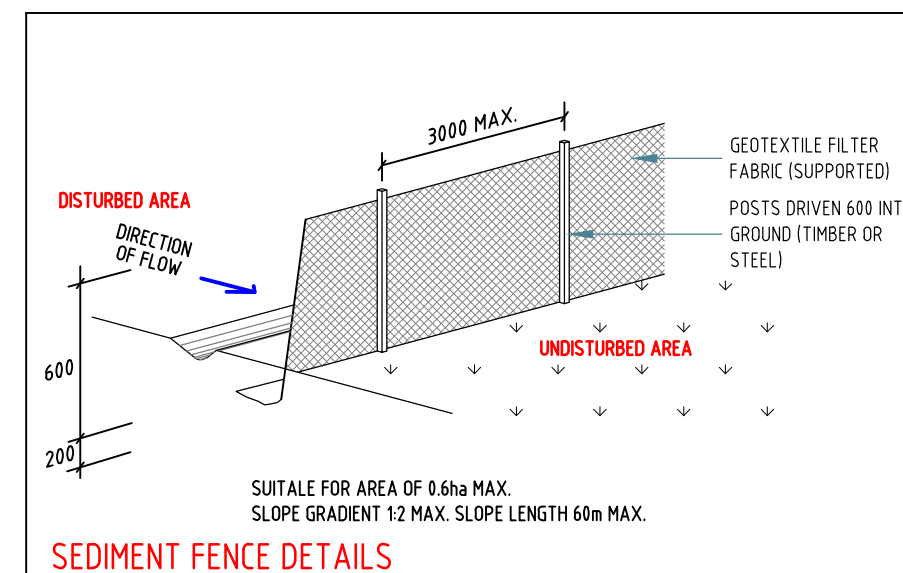 3000 MAX.
GEOTEXTILE FILTER
FABRIC (SUPPORTED)
DISTURBED AREA
POSTS DRIVEN 600 INT
GROUND (TIMBER OR
STEEL)
DIRECTION
OF FLOW
UNDISTURBED AREA
600
200
SUITALE FOR AREA OF 0.6ha MAX.
SLOPE GRADIENT 1:2 MAX. SLOPE LENGTH 60m MAX.
SEDIMENT FENCE DETAILS